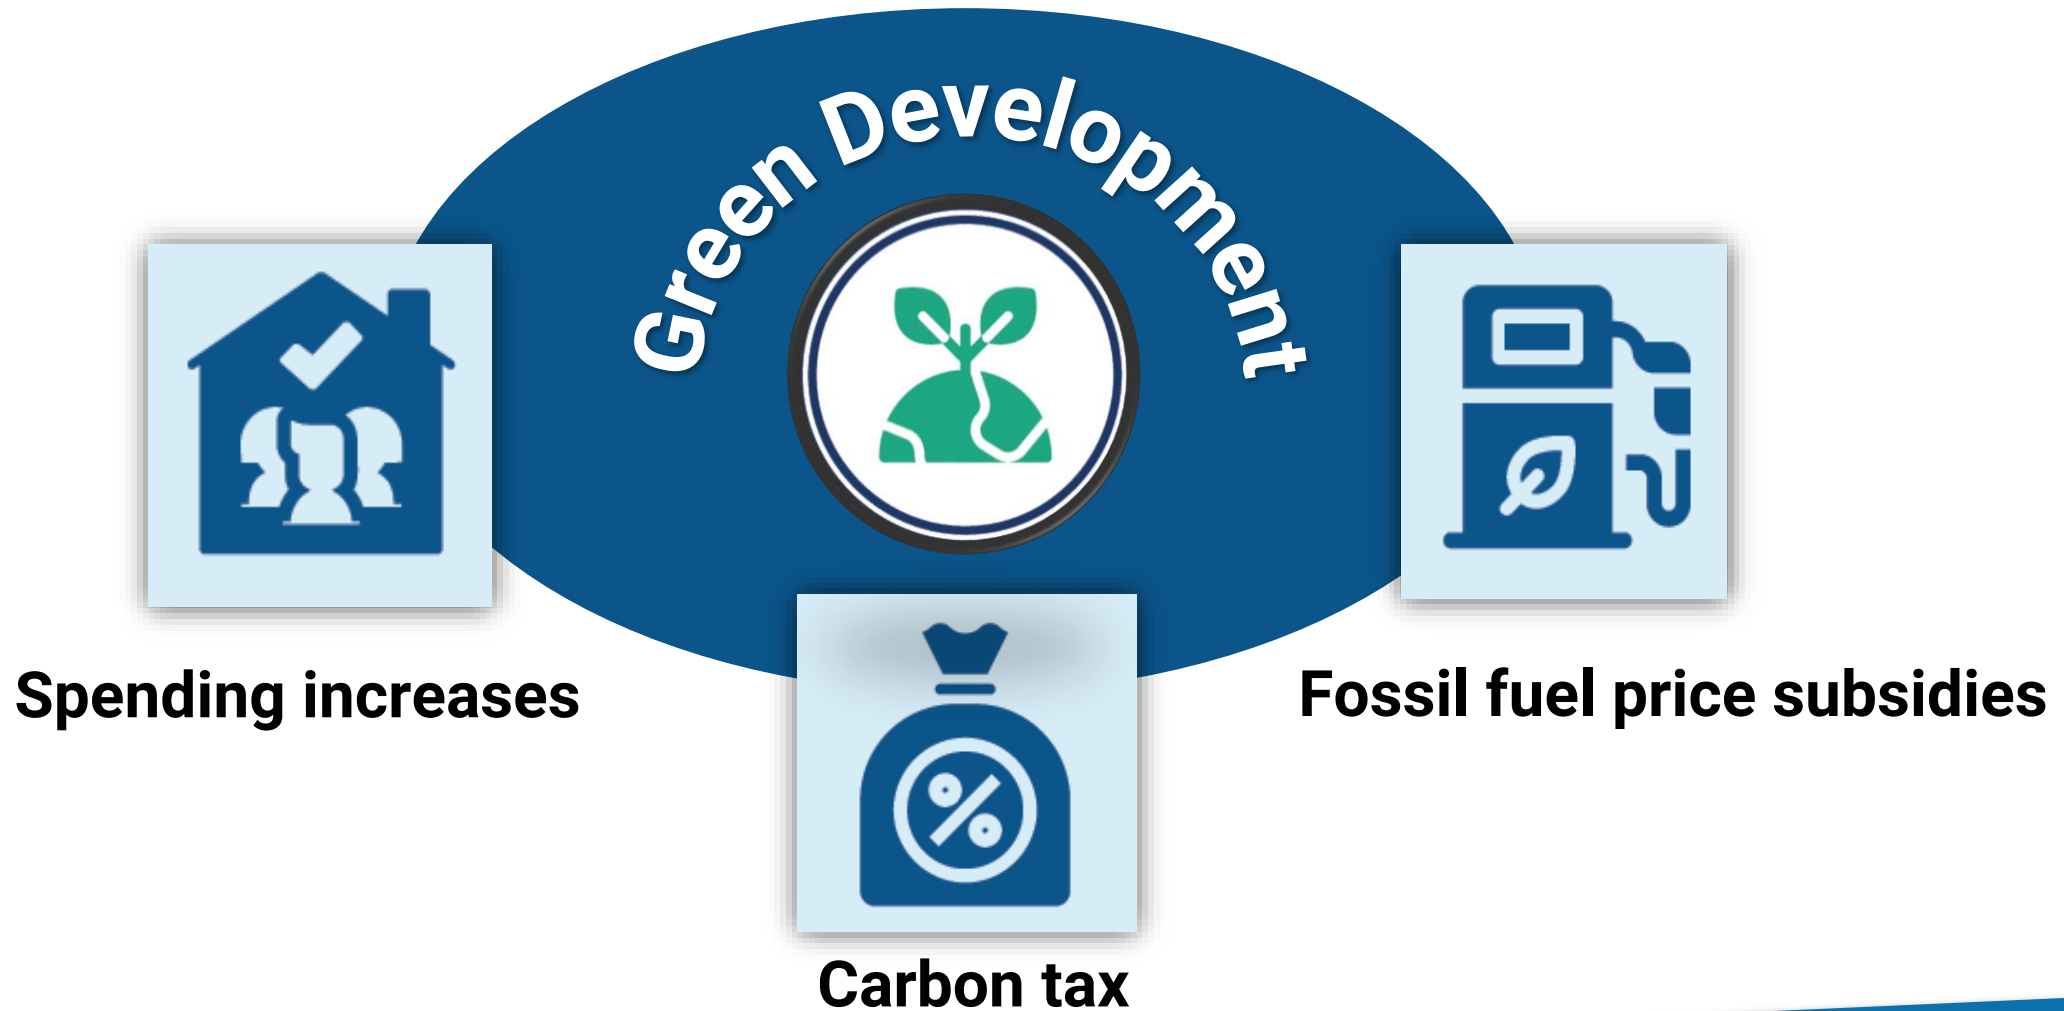 Green Development
Spending increases
Fossil fuel price subsidies
Carbon tax